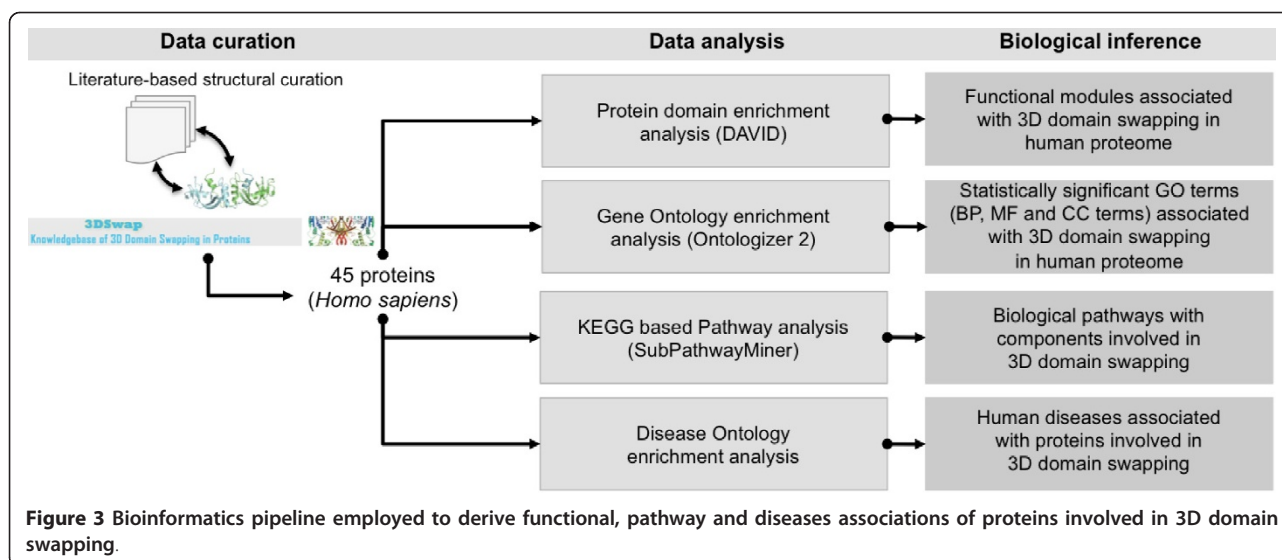 Data curation
Data analysis
Biological inference
Literature-based structural curation
3DSwap
Knowledgebase of 3D Domain Swapping in Proteins
45 proteins
(Homo sapiens)
Protein domain enrichment
analysis (DAVID)
Functional modules associated
with 3D domain swapping in
human proteome
Gene Ontology enrichment
analysis (Ontologizer 2)
Statistically significant GO terms
(BP, MF and CC terms) associated
with 3D domain swapping
in human proteome
KEGG based Pathway analysis
(SubPathwayMiner)
Biological pathways with
components involved in
3D domain swapping
Disease Ontology
enrichment analysis
Human diseases associated
with proteins involved in
3D domain swapping
Figure 3 Bioinformatics pipeline employed to derive functional, pathway and diseases associations of proteins involved in 3D domain
swapping.